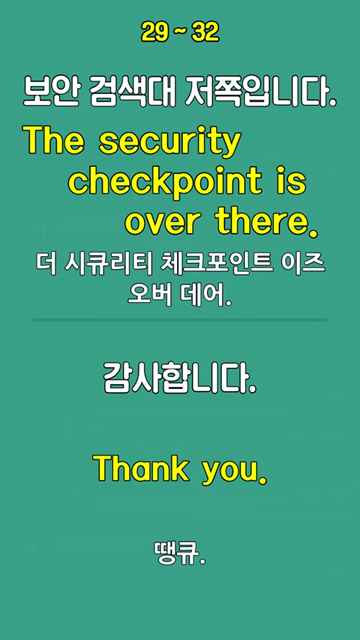 29 ~ 32
보안 검색대 저쪽입니다.
The security
checkpoint is
over there.
더 시큐리티 체크포인트 이즈
오버 데어.
감사합니다.
Thank you.
땡큐.